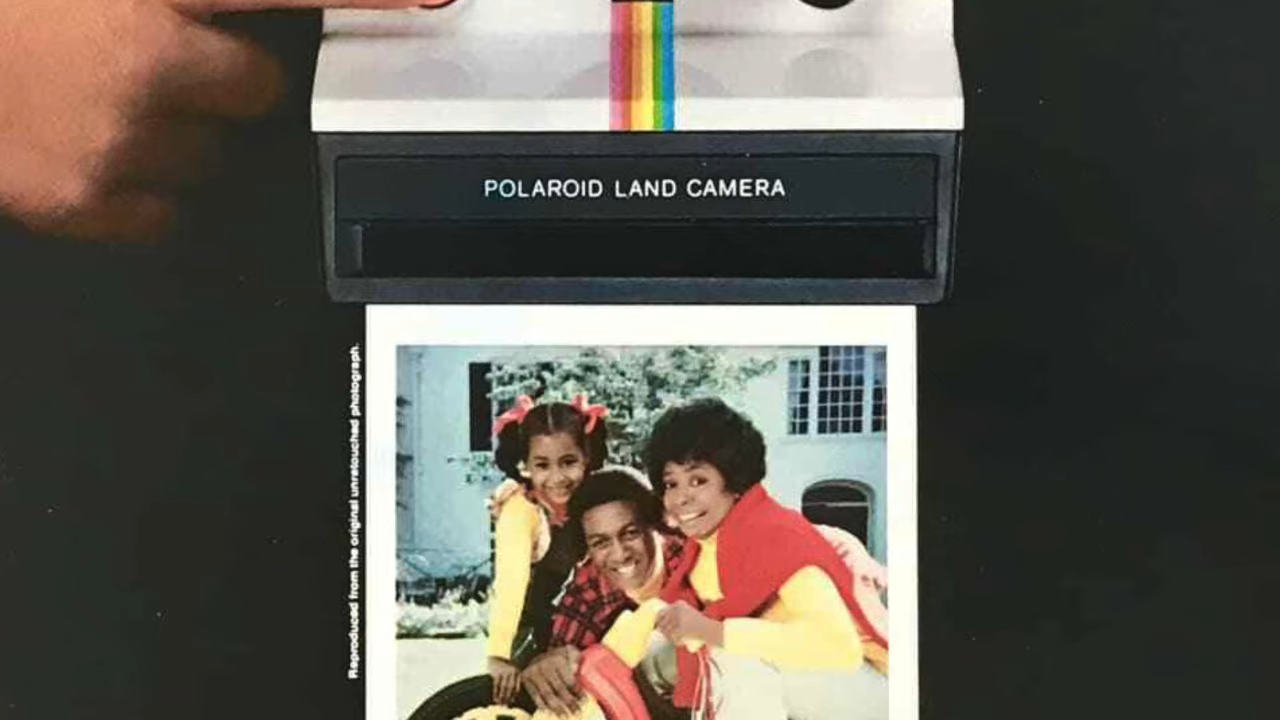 POLAROID LAND CAMERA
Reproduced from the original unretouched photograph.